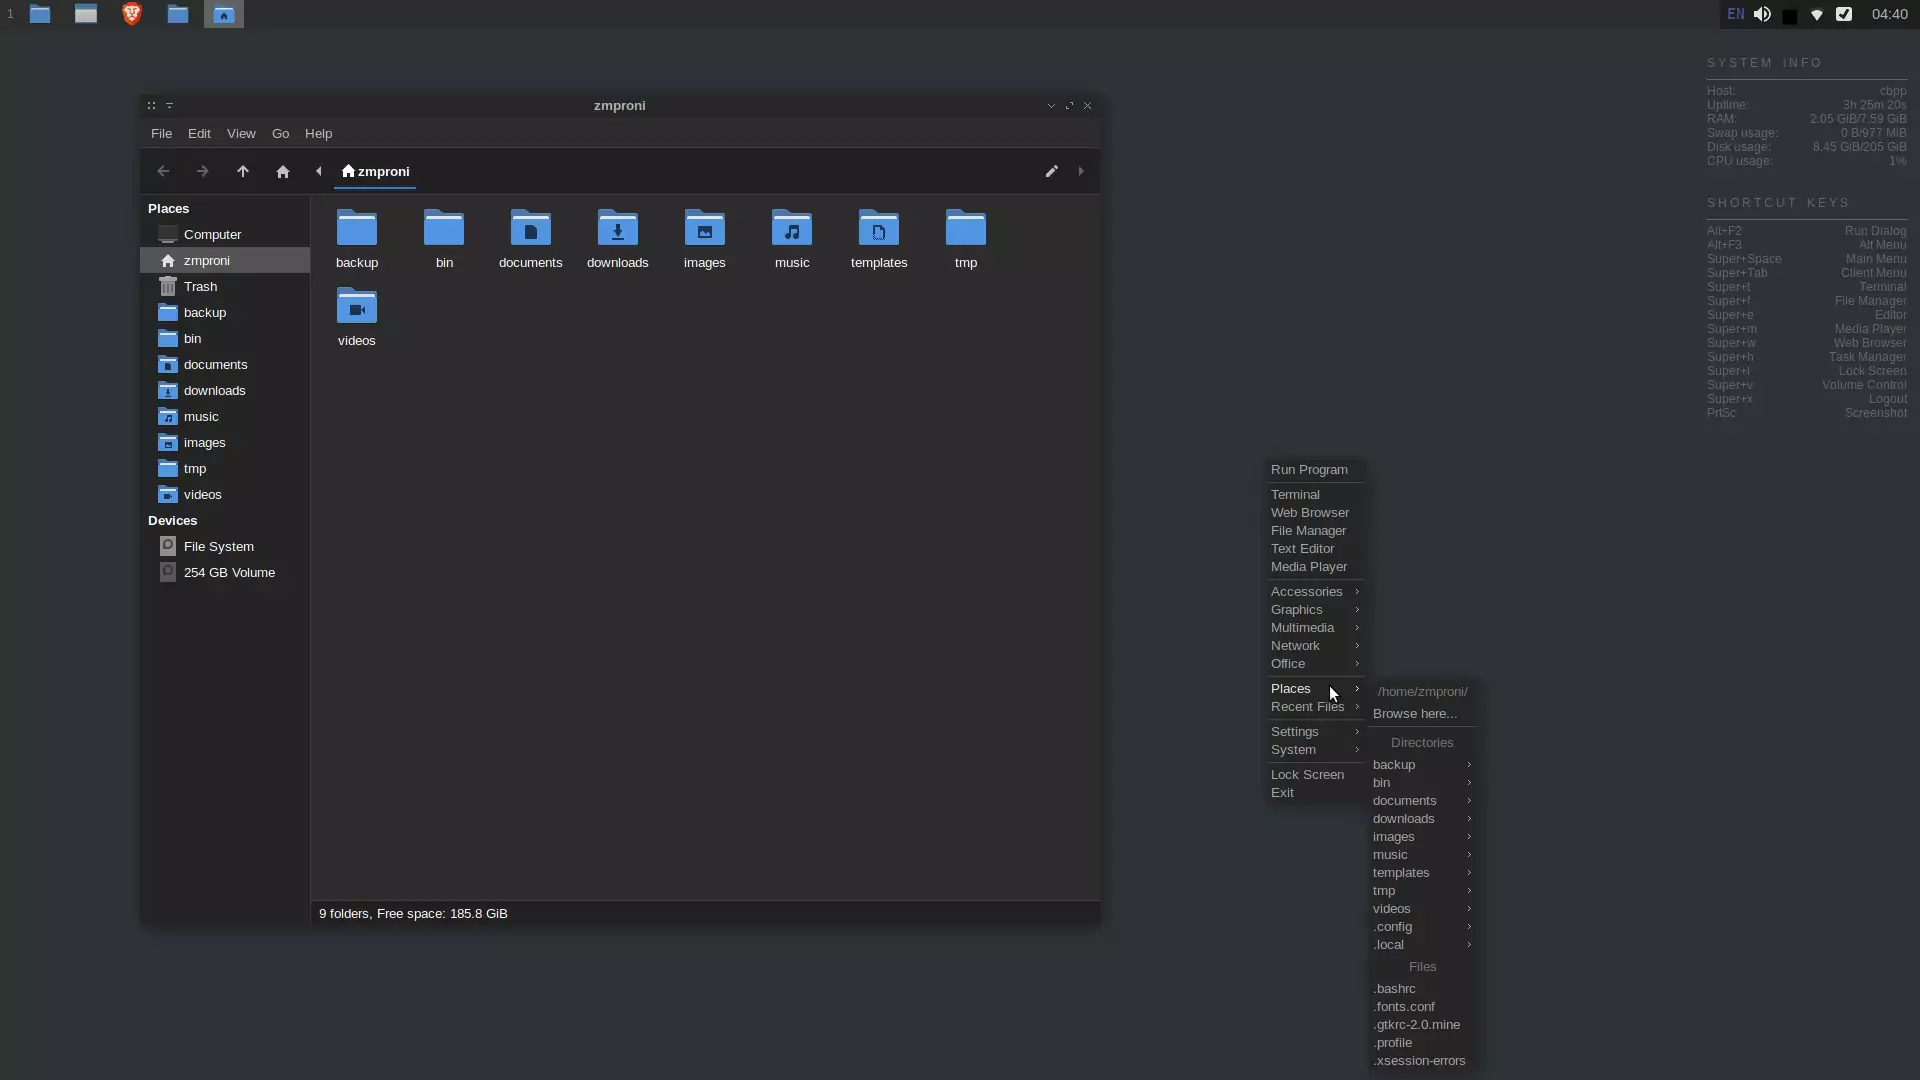 1
EN
04:40
SYSTEM INFO
Host: cbpp
Uptime: 3h 25m 20s
RAM: 2.05 GiB/7.59 GiB
Swap usage: 0 B/977 MiB
Disk usage: 8.45 GiB/205 GiB
CPU usage: 1%
SHORTCUT KEYS
Alt+F2 Run Dialog
Alt+F3 Alt Menu
Super+Space Main Menu
Super+Tab Client Menu
Super+t Terminal
Super+f File Manager
Super+e Editor
Super+m Media Player
Super+w Web Browser
Super+h Task Manager
Super+l Lock Screen
Super+v Volume Control
Super+x Logout
PrtSc Screenshot
zmproni
File Edit View Go Help
zmproni
Places
Computer
zmproni
Trash
backup
bin
documents
downloads
music
images
tmp
videos
Devices
File System
254 GB Volume
backup bin documents downloads images music templates tmp
videos
9 folders, Free space: 185.8 GiB
Run Program
Terminal
Web Browser
File Manager
Text Editor
Media Player
Accessories
Graphics
Multimedia
Network
Office
Places
Recent Files
Settings
System
Lock Screen
Exit
/home/zmproni/
Browse here...
Directories
backup
bin
documents
downloads
images
music
templates
tmp
videos
.config
.local
Files
.bashrc
.fonts.conf
.gtkrc-2.0.mine
.profile
.xsession-errors